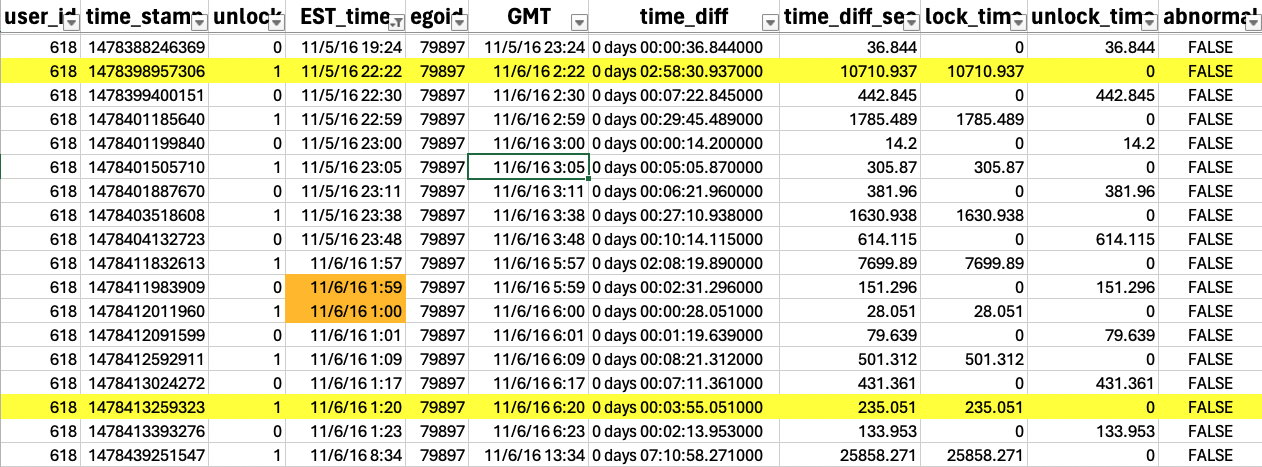 user_id time_stamp unlock EST_time egoid GMT time_diff time_diff_se lock_time unlock_time abnormal
618 1478388246369 0 11/5/16 19:24 79897 11/5/16 23:24 0 days 00:00:36.844000 36.844 0 36.844 FALSE
618 1478398957306 1 11/5/16 22:22 79897 11/6/16 2:22 0 days 02:58:30.937000 10710.937 10710.937 0 FALSE
618 1478399400151 0 11/5/16 22:30 79897 11/6/16 2:30 0 days 00:07:22.845000 442.845 0 442.845 FALSE
618 1478401185640 1 11/5/16 22:59 79897 11/6/16 2:59 0 days 00:29:45.489000 1785.489 1785.489 0 FALSE
618 1478401199840 0 11/5/16 23:00 79897 11/6/16 3:00 0 days 00:00:14.200000 14.2 0 14.2 FALSE
618 1478401505710 1 11/5/16 23:05 79897 11/6/16 3:05 0 days 00:05:05.870000 305.87 305.87 0 FALSE
618 1478401887670 0 11/5/16 23:11 79897 11/6/16 3:11 0 days 00:06:21.960000 381.96 0 381.96 FALSE
618 1478403518608 1 11/5/16 23:38 79897 11/6/16 3:38 0 days 00:27:10.938000 1630.938 1630.938 0 FALSE
618 1478404132723 0 11/5/16 23:48 79897 11/6/16 3:48 0 days 00:10:14.115000 614.115 0 614.115 FALSE
618 1478411832613 1 11/6/16 1:57 79897 11/6/16 5:57 0 days 02:08:19.890000 7699.89 7699.89 0 FALSE
618 1478411983909 0 11/6/16 1:59 79897 11/6/16 5:59 0 days 00:02:31.296000 151.296 0 151.296 FALSE
618 1478412011960 1 11/6/16 1:00 79897 11/6/16 6:00 0 days 00:00:28.051000 28.051 28.051 0 FALSE
618 1478412091599 0 11/6/16 1:01 79897 11/6/16 6:01 0 days 00:01:19.639000 79.639 0 79.639 FALSE
618 1478412592911 1 11/6/16 1:09 79897 11/6/16 6:09 0 days 00:08:21.312000 501.312 501.312 0 FALSE
618 1478413024272 0 11/6/16 1:17 79897 11/6/16 6:17 0 days 00:07:11.361000 431.361 0 431.361 FALSE
618 1478413259323 1 11/6/16 1:20 79897 11/6/16 6:20 0 days 00:03:55.051000 235.051 235.051 0 FALSE
618 1478413393276 0 11/6/16 1:23 79897 11/6/16 6:23 0 days 00:02:13.953000 133.953 0 133.953 FALSE
618 1478439251547 1 11/6/16 8:34 79897 11/6/16 13:34 0 days 07:10:58.271000 25858.271 25858.271 0 FALSE